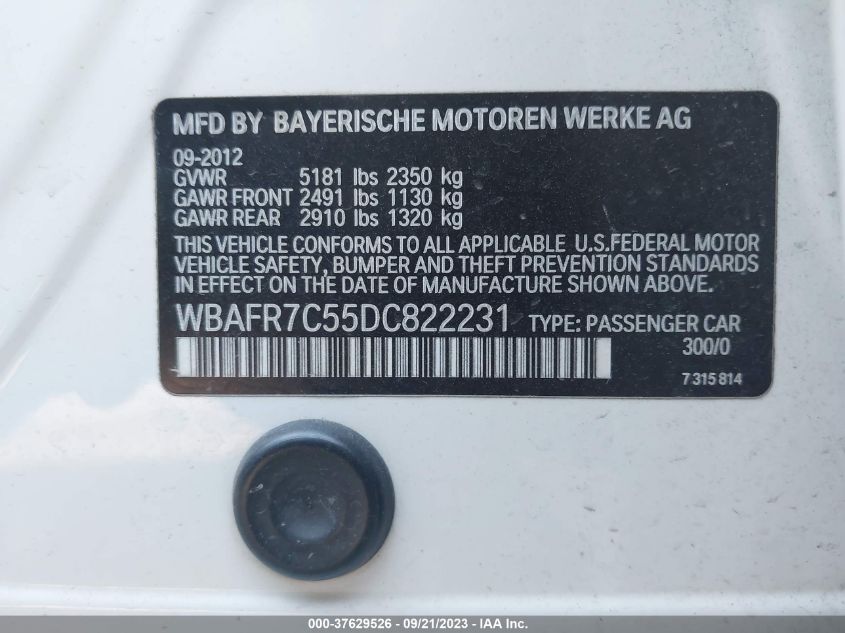 MFD BY BAYERISCHE MOTOREN WERKE AG
09-2012
GVWR 5181 lbs 2350 kg
GAWR FRONT 2491 lbs 1130 kg
GAWR REAR 2910 lbs 1320 kg
THIS VEHICLE CONFORMS TO ALL APPLICABLE U.S.FEDERAL MOTOR
VEHICLE SAFETY, BUMPER AND THEFT PREVENTION STANDARDS
IN EFFECT ON THE DATE OF MANUFACTURE SHOWN ABOVE.
WBAFR7C55DC822231 TYPE: PASSENGER CAR
300/0
7 315 814
000-37629526 - 09/21/2023 - IAA Inc.